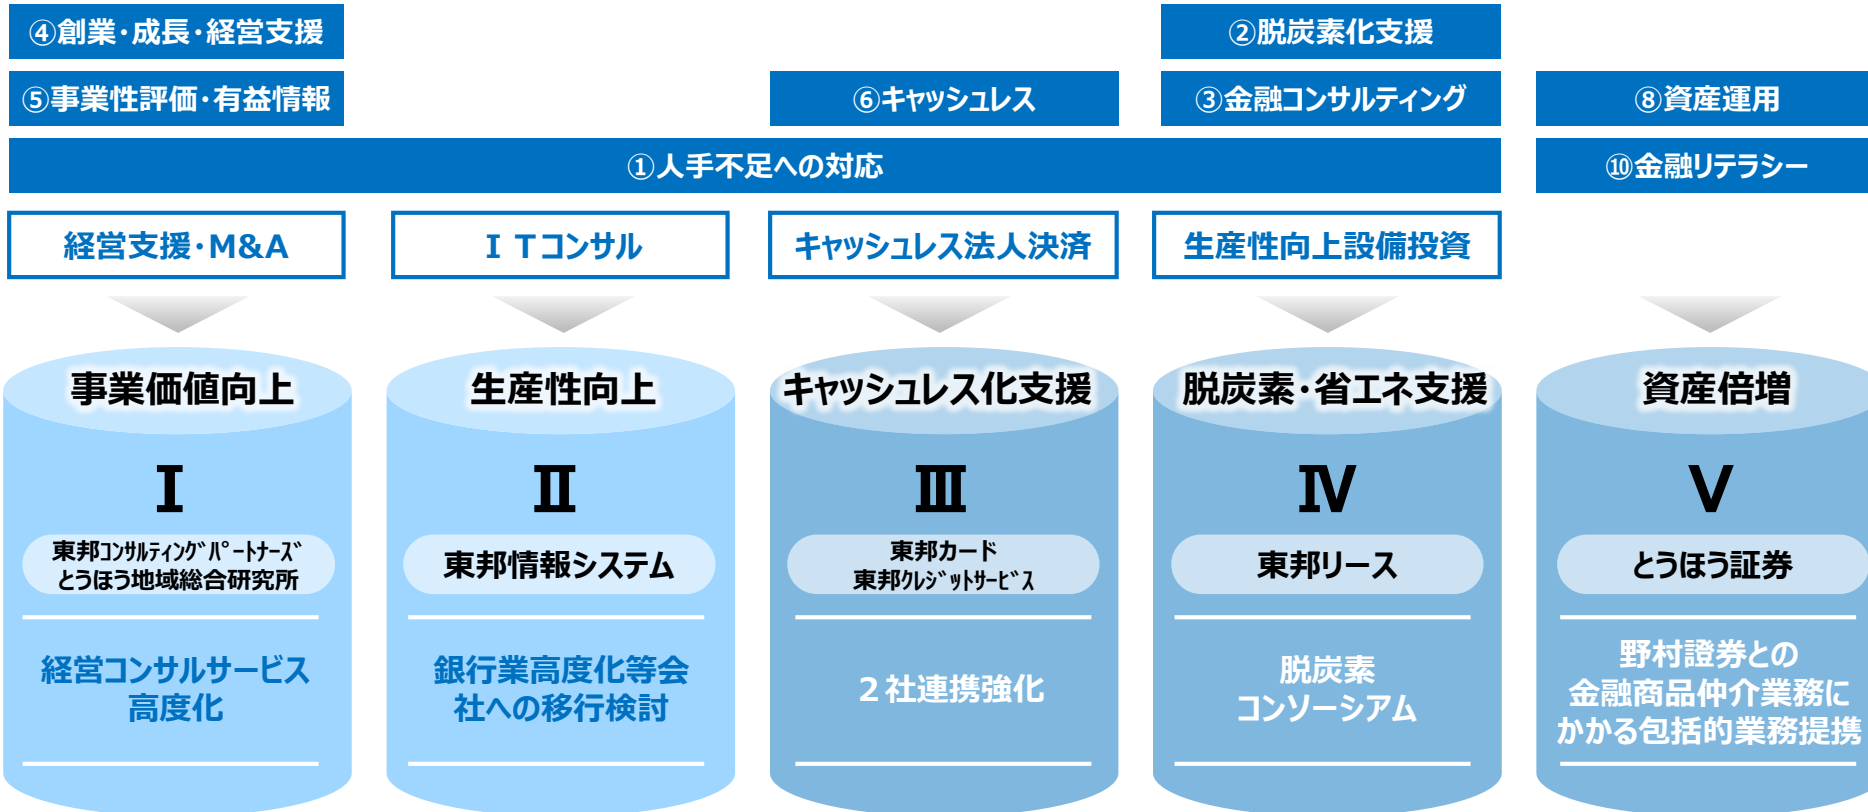 ④創業・成長・経営支援
②脱炭素化支援
⑤事業性評価・有益情報
⑥キャッシュレス
③金融コンサルティング
⑧資産運用
①人手不足への対応
⑩金融リテラシー
経営支援・M&A
ＩＴコンサル
キャッシュレス法人決済
生産性向上設備投資
事業価値向上
Ⅰ
東邦ｺﾝｻﾙﾃｨﾝｸﾞﾊﾟｰﾄﾅｰｽﾞ
とうほう地域総合研究所
経営コンサルサービス
高度化
生産性向上
Ⅱ
東邦情報システム
銀行業高度化等会
社への移行検討
キャッシュレス化支援
Ⅲ
東邦カード
東邦ｸﾚｼﾞｯﾄｻｰﾋﾞｽ
２社連携強化
脱炭素・省エネ支援
Ⅳ
東邦リース
脱炭素
コンソーシアム
資産倍増
Ⅴ
とうほう証券
野村證券との
金融商品仲介業務に
かかる包括的業務提携